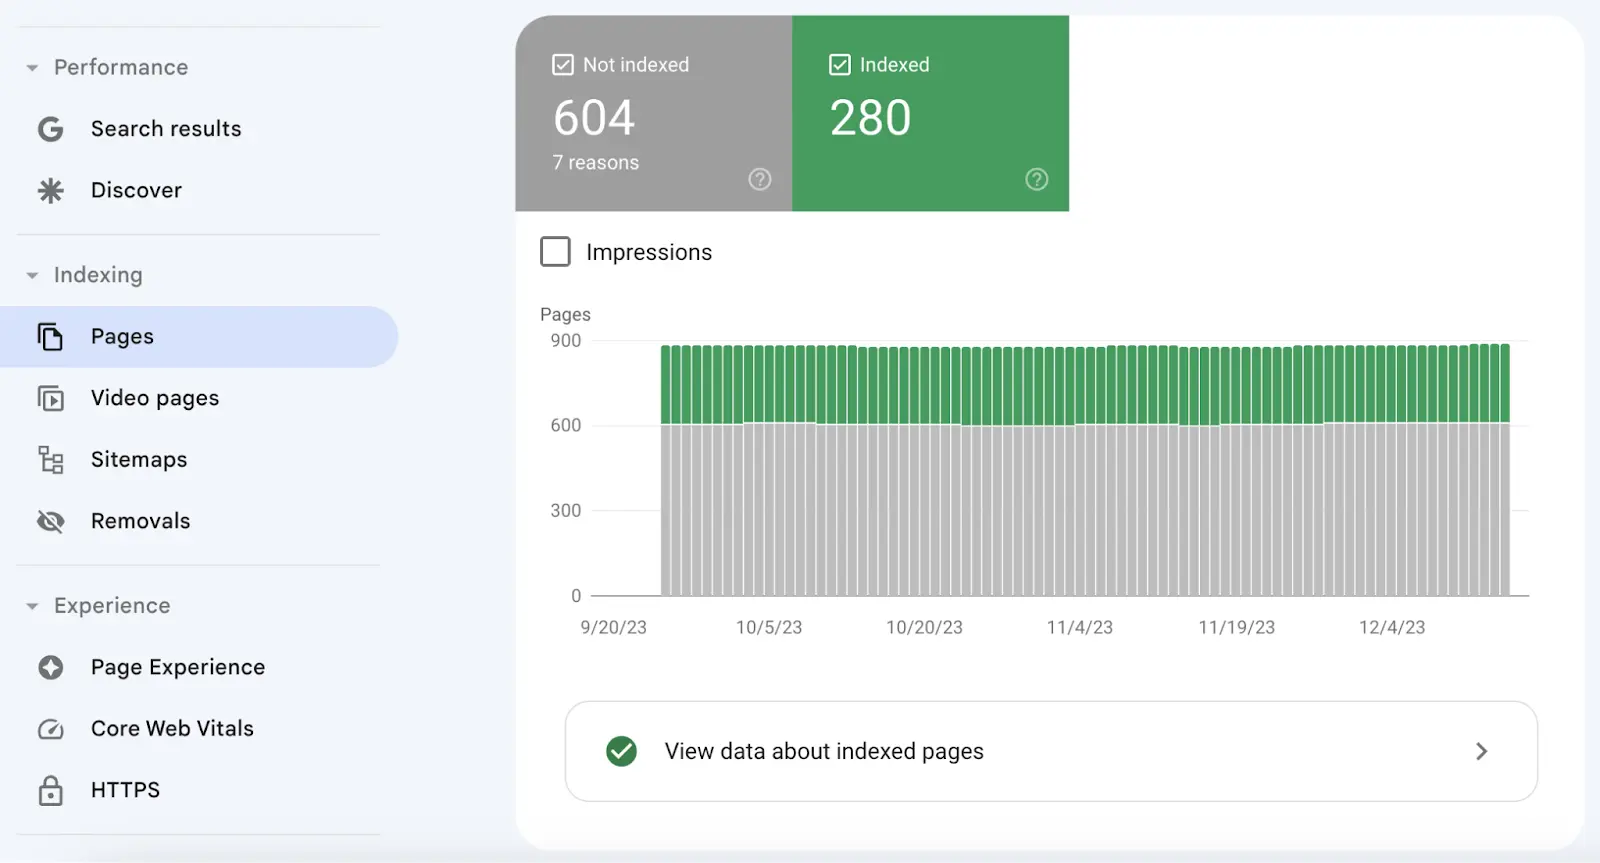 Performance
Search results
Discover
Indexing
Pages
Video pages
Sitemaps
Removals
Experience
Page Experience
Core Web Vitals
HTTPS
Not indexed
604
7 reasons
Indexed
280
Impressions
Pages
900
600
300
0
9/20/23 10/5/23 10/20/23 11/4/23 11/19/23 12/4/23
View data about indexed pages